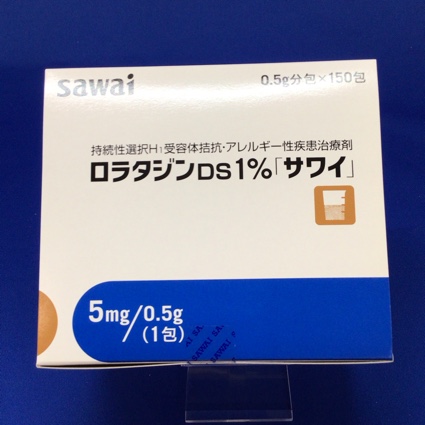 sawai
0.5g分包×150包
持続性選択H1受容体拮抗・アレルギー性疾患治療剤
ロラタジンDS1%「サワイ」
5mg/0.5g
(1包)
SAWAI